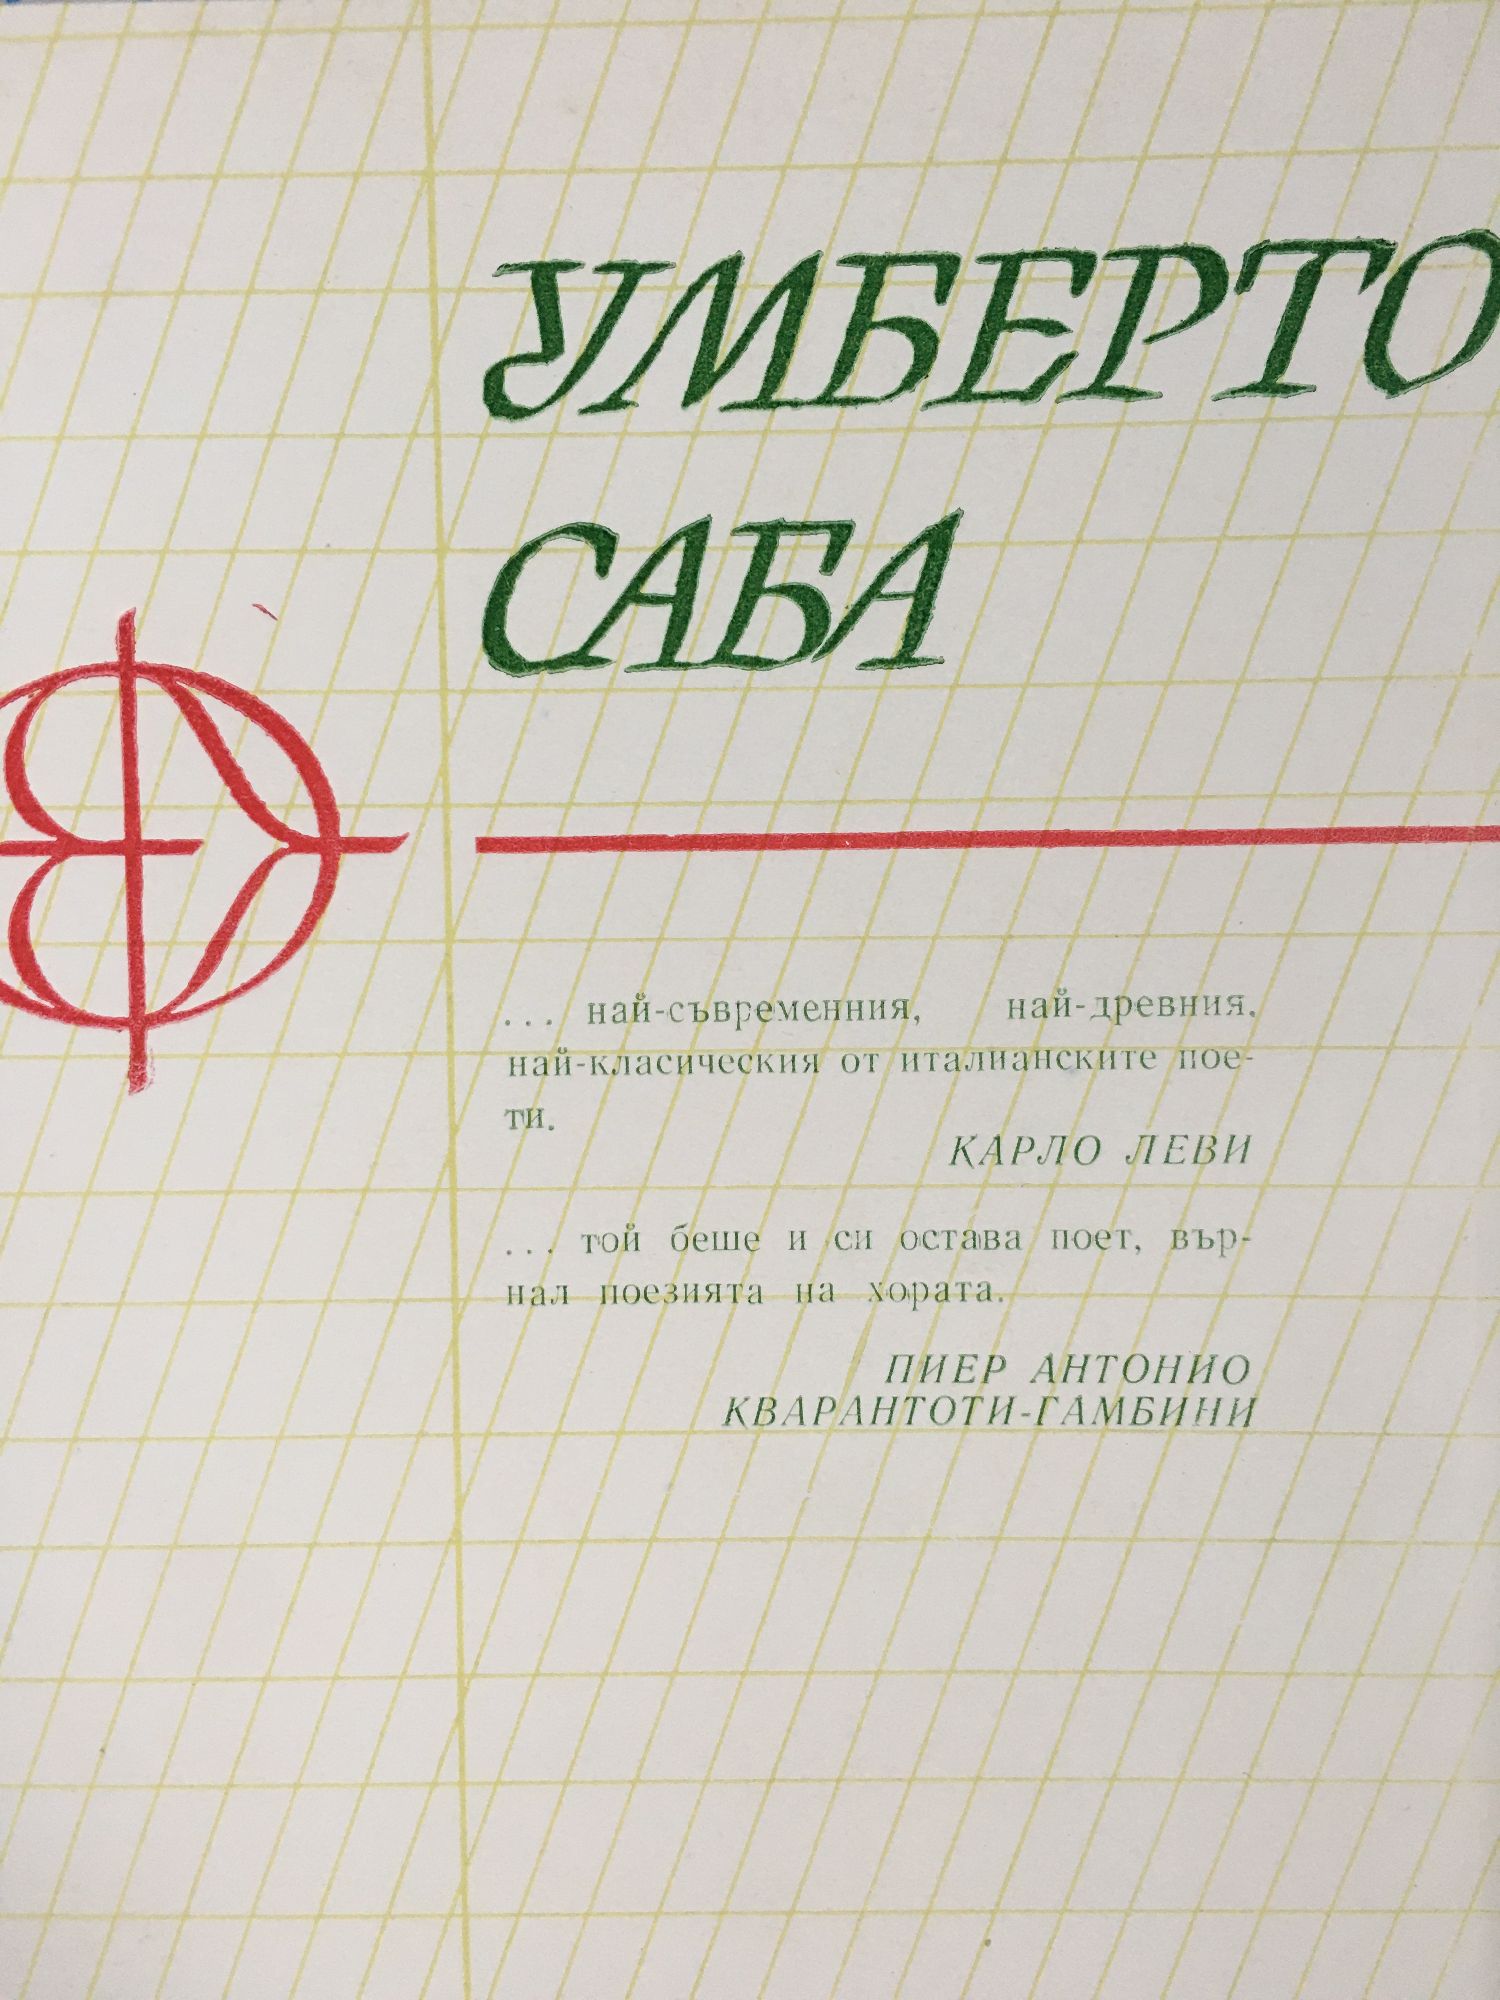 УМБЕРТО
САБА
... най-съвременния, най-древния,
най-класическия от италианските пое-
ти.
КАРЛО ЛЕВИ
... той беше и си остава поет, вър-
нал поезията на хората.
ПИЕР АНТОНИО
КВАРАНТОТИ-ГАМБИНИ